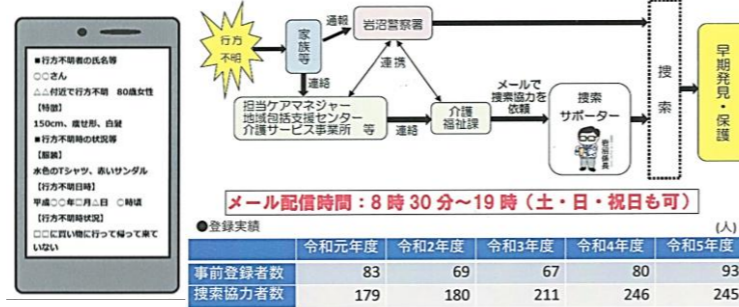 ■行方不明者の氏名等
○○さん
△△付近で行方不明　80歳女性
【特徴】
150cm、痩せ形、白髪
■行方不明時の状況等
【服装】
水色のTシャツ、赤いサンダル
【行方不明日時】
平成○○年□月△日　○時頃
【行方不明時状況】
□□に買い物に行って帰って来て
いない
行方
不明
家族等
通報
岩沼警察署
連絡
連携
担当ケアマネジャー
地域包括支援センター
介護サービス事業所　等
連絡
介護
福祉課
メールで
捜索協力を
依頼
捜索
サポーター
岩沼係長
捜索
早期発見・保護
メール配信時間：8時30分～19時（土・日・祝日も可）
●登録実績
(人)
令和元年度 令和2年度 令和3年度 令和4年度 令和5年度
事前登録者数 83 69 67 80 93
捜索協力者数 179 180 211 246 245